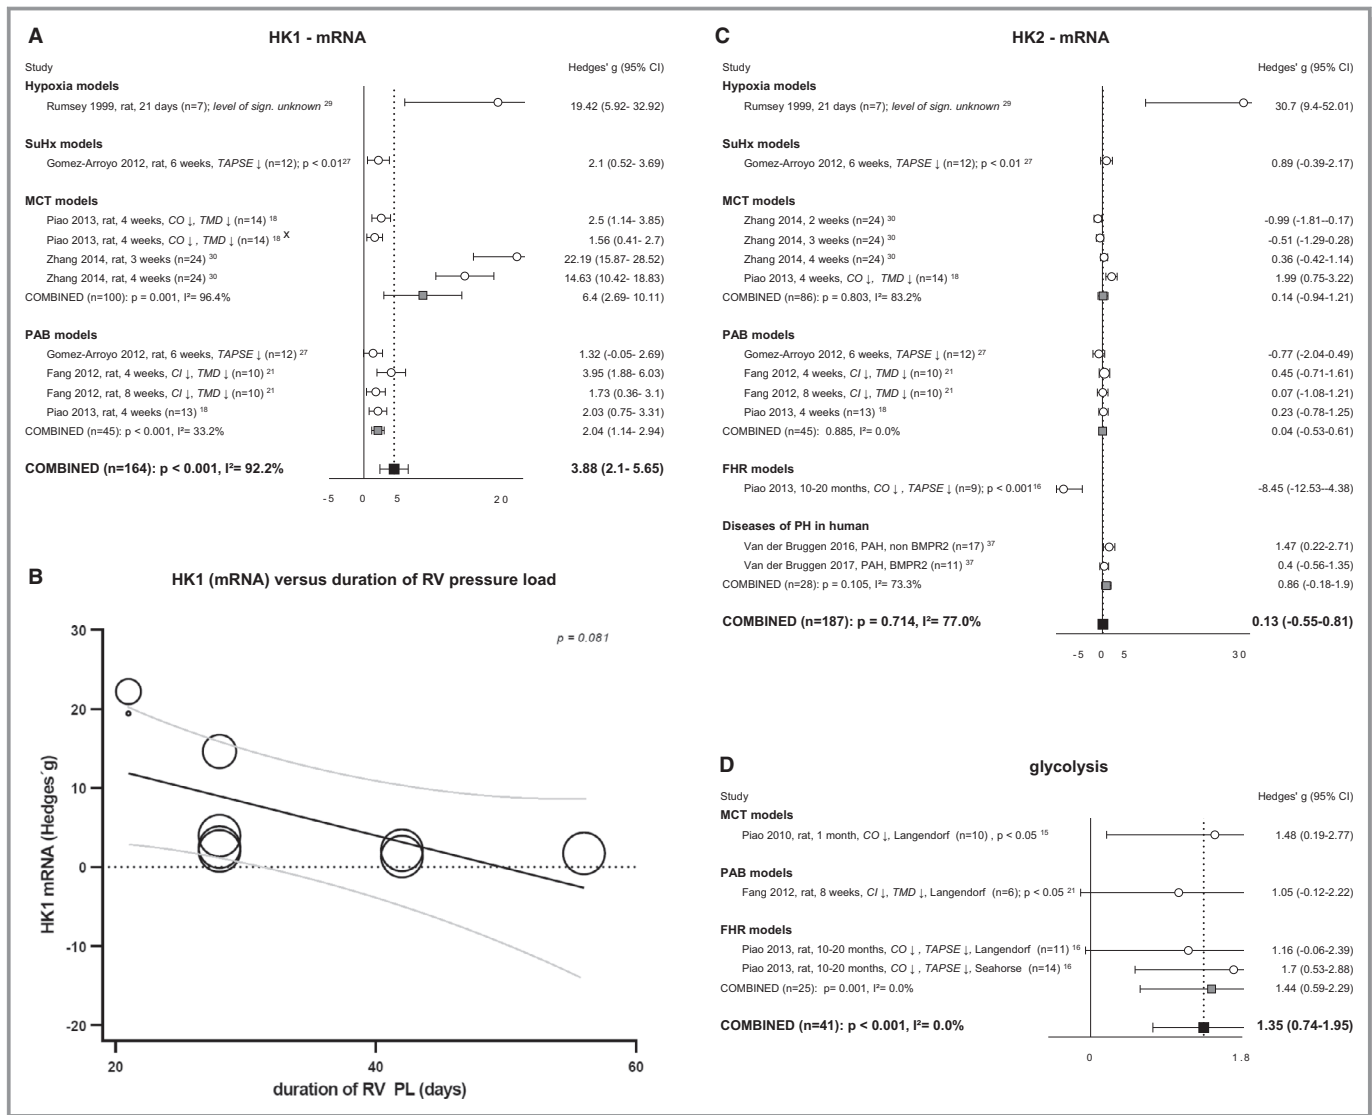 A
HK1 - mRNA
Study Hedges' g (95% CI)
Hypoxia models
Rumsey 1999, rat, 21 days (n=7); level of sign. unknown 29 19.42 (5.92- 32.92)
SuHx models
Gomez-Arroyo 2012, rat, 6 weeks, TAPSE ↓ (n=12); p < 0.01 27 2.1 (0.52- 3.69)
MCT models
Piao 2013, rat, 4 weeks, CO ↓, TMD ↓ (n=14) 18 2.5 (1.14- 3.85)
Piao 2013, rat, 4 weeks, CO ↓, TMD ↓ (n=14) 18 X 1.56 (0.41- 2.7)
Zhang 2014, rat, 3 weeks (n=24) 30 22.19 (15.87- 28.52)
Zhang 2014, rat, 4 weeks (n=24) 30 14.63 (10.42- 18.83)
COMBINED (n=100): p = 0.001, I²= 96.4% 6.4 (2.69- 10.11)
PAB models
Gomez-Arroyo 2012, rat, 6 weeks, TAPSE ↓ (n=12) 27 1.32 (-0.05- 2.69)
Fang 2012, rat, 4 weeks, CI ↓, TMD ↓ (n=10) 21 3.95 (1.88- 6.03)
Fang 2012, rat, 8 weeks, CI ↓, TMD ↓ (n=10) 21 1.73 (0.36- 3.1)
Piao 2013, rat, 4 weeks (n=13) 18 2.03 (0.75- 3.31)
COMBINED (n=45): p < 0.001, I²= 33.2% 2.04 (1.14- 2.94)
COMBINED (n=164): p < 0.001, I²= 92.2% 3.88 (2.1- 5.65)
-5 0 5 20
B
HK1 (mRNA) versus duration of RV pressure load
p = 0.081
HK1 mRNA (Hedges´g)
30
20
10
0
-10
-20
20 40 60
duration of RV PL (days)
C
HK2 - mRNA
Study Hedges' g (95% CI)
Hypoxia models
Rumsey 1999, 21 days (n=7); level of sign. unknown 29 30.7 (9.4-52.01)
SuHx models
Gomez-Arroyo 2012, 6 weeks, TAPSE ↓ (n=12); p < 0.01 27 0.89 (-0.39-2.17)
MCT models
Zhang 2014, 2 weeks (n=24) 30 -0.99 (-1.81--0.17)
Zhang 2014, 3 weeks (n=24) 30 -0.51 (-1.29-0.28)
Zhang 2014, 4 weeks (n=24) 30 0.36 (-0.42-1.14)
Piao 2013, 4 weeks, CO ↓, TMD ↓ (n=14) 18 1.99 (0.75-3.22)
COMBINED (n=86): p = 0.803, I²= 83.2% 0.14 (-0.94-1.21)
PAB models
Gomez-Arroyo 2012, 6 weeks, TAPSE ↓ (n=12) 27 -0.77 (-2.04-0.49)
Fang 2012, 4 weeks, CI ↓, TMD ↓ (n=10) 21 0.45 (-0.71-1.61)
Fang 2012, 8 weeks, CI ↓, TMD ↓ (n=10) 21 0.07 (-1.08-1.21)
Piao 2013, 4 weeks (n=13) 18 0.23 (-0.78-1.25)
COMBINED (n=45): 0.885, I²= 0.0% 0.04 (-0.53-0.61)
FHR models
Piao 2013, 10-20 months, CO ↓, TAPSE ↓ (n=9); p < 0.001 16 -8.45 (-12.53--4.38)
Diseases of PH in human
Van der Bruggen 2016, PAH, non BMPR2 (n=17) 37 1.47 (0.22-2.71)
Van der Bruggen 2017, PAH, BMPR2 (n=11) 37 0.4 (-0.56-1.35)
COMBINED (n=28): p = 0.105, I²= 73.3% 0.86 (-0.18-1.9)
COMBINED (n=187): p = 0.714, I²= 77.0% 0.13 (-0.55-0.81)
-5 0 5 30
D
glycolysis
Study Hedges' g (95% CI)
MCT models
Piao 2010, rat, 1 month, CO ↓, Langendorf (n=10) , p < 0.05 15 1.48 (0.19-2.77)
PAB models
Fang 2012, rat, 8 weeks, CI ↓, TMD ↓, Langendorf (n=6); p < 0.05 21 1.05 (-0.12-2.22)
FHR models
Piao 2013, rat, 10-20 months, CO ↓, TAPSE ↓, Langendorf (n=11) 16 1.16 (-0.06-2.39)
Piao 2013, rat, 10-20 months, CO ↓, TAPSE ↓, Seahorse (n=14) 16 1.7 (0.53-2.88)
COMBINED (n=25): p= 0.001, I²= 0.0% 1.44 (0.59-2.29)
COMBINED (n=41): p < 0.001, I²= 0.0% 1.35 (0.74-1.95)
0 1.8